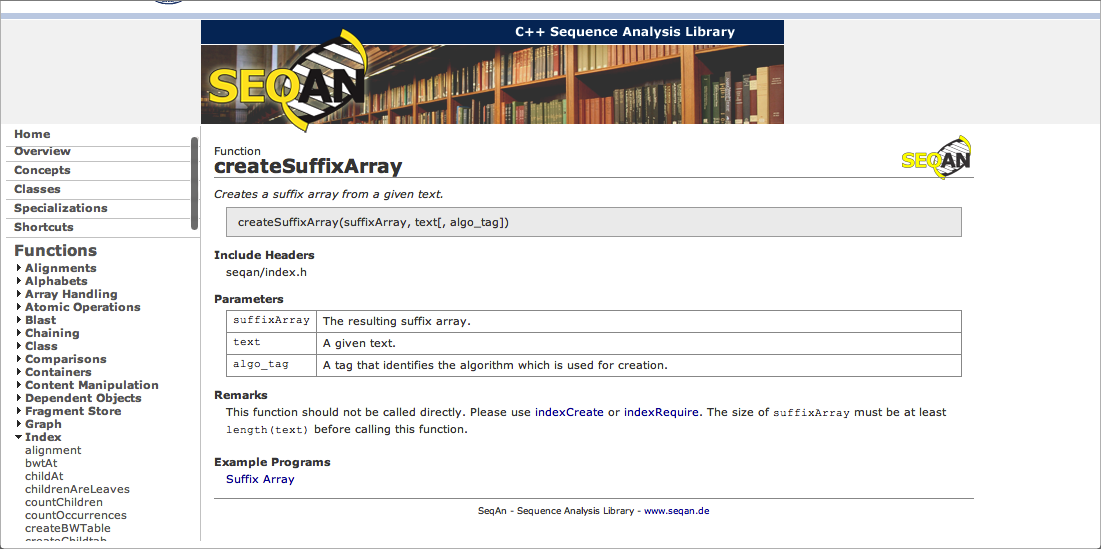 C++ Sequence Analysis Library
SEQAN
Home
Overview
Concepts
Classes
Specializations
Shortcuts
Functions
Alignments
Alphabets
Array Handling
Atomic Operations
Blast
Chaining
Class
Comparisons
Containers
Content Manipulation
Dependent Objects
Fragment Store
Graph
Index
alignment
bwtAt
childAt
childrenAreLeaves
countChildren
countOccurrences
createBWTable
createChildtab
Function
createSuffixArray
SEQAN
Creates a suffix array from a given text.
createSuffixArray(suffixArray, text[, algo_tag])
Include Headers
seqan/index.h
Parameters
suffixArray The resulting suffix array.
text A given text.
algo_tag A tag that identifies the algorithm which is used for creation.
Remarks
This function should not be called directly. Please use indexCreate or indexRequire. The size of suffixArray must be at least
length(text) before calling this function.
Example Programs
Suffix Array
SeqAn - Sequence Analysis Library - www.seqan.de